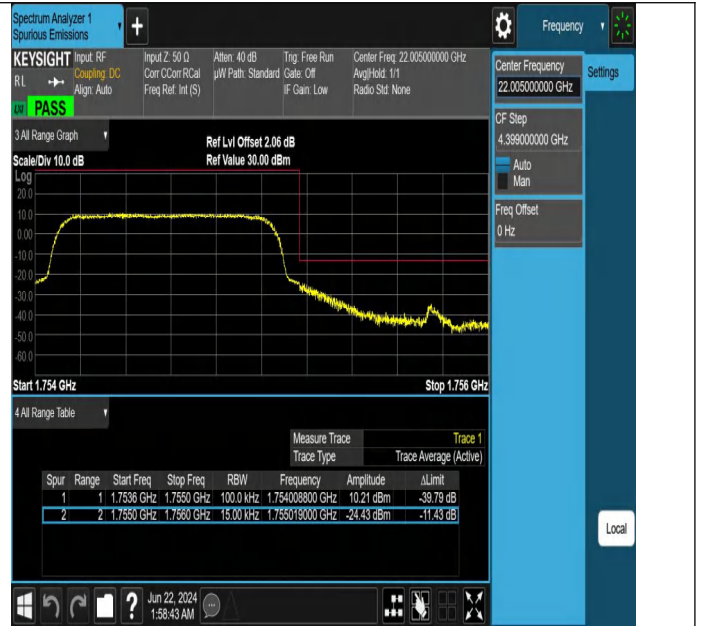 Spectrum Analyzer 1
Spurious Emissions
Frequency
KEYSIGHT
RL
Input: RF
Coupling: DC
Align: Auto
Input Z: 50 Ω
Corr CCorr RCal
Freq Ref: Int (S)
Atten: 40 dB
µW Path: Standard
Trig: Free Run
Gate: Off
IF Gain: Low
Center Freq: 22.005000000 GHz
Avg|Hold: 1/1
Radio Std: None
LXI PASS
Center Frequency
22.005000000 GHz
Settings
CF Step
4.399000000 GHz
Auto
Man
Freq Offset
0 Hz
3 All Range Graph
Ref Lvl Offset 2.06 dB
Scale/Div 10.0 dB
Ref Value 30.00 dBm
Log
20.0
10.0
0.00
-10.0
-20.0
-30.0
-40.0
-50.0
-60.0
Start 1.754 GHz
Stop 1.756 GHz
4 All Range Table
Measure Trace Trace 1
Trace Type Trace Average (Active)
Spur Range Start Freq Stop Freq RBW Frequency Amplitude ΔLimit
1 1 1.7536 GHz 1.7550 GHz 100.0 kHz 1.754008800 GHz 10.21 dBm -39.79 dB
2 2 1.7550 GHz 1.7560 GHz 15.00 kHz 1.755019000 GHz -24.43 dBm -11.43 dB
Local
Jun 22, 2024
1:58:43 AM